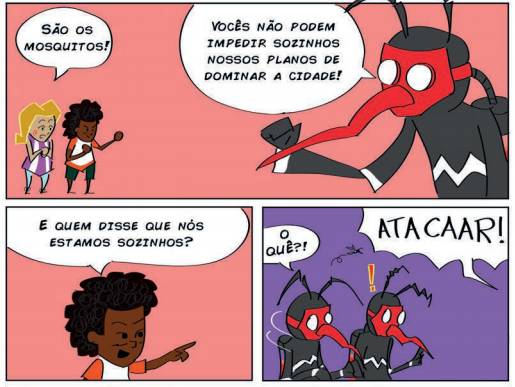 SÃO OS
MOSQUITOS!
VOCÊS NÃO PODEM
IMPEDIR SOZINHOS
NOSSOS PLANOS DE
DOMINAR A CIDADE!
E QUEM DISSE QUE NÓS
ESTAMOS SOZINHOS?
O
QUÊ?!
!
ATACAAR!